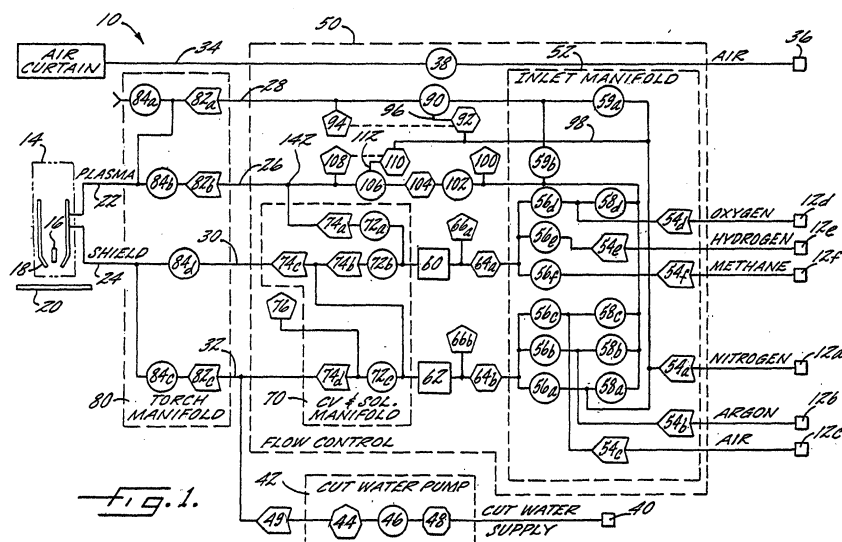 10
50
34
52
36
AIR CURTAIN
38
AIR
INLET MANIFOLD
84a
82a
28
90
59a
96
92
94
98
112
14
142
108
110
100
59b
PLASMA
84b
82b
26
106
104
102
22
16
74a
72a
66a
56d
58d
54d
OXYGEN
12d
SHIELD
30
56e
54e
HYDROGEN
12e
18
24
84d
74c
74b
72b
60
64a
56f
54f
METHANE
12f
20
76
56c
58c
32
66b
56b
58b
NITROGEN
12a
84c
82c
74d
72c
62
64b
54a
56a
58a
80
TORCH MANIFOLD
70
CV & SOL. MANIFOLD
ARGON
12b
54b
FLOW CONTROL
AIR
12c
54c
Fig. 1.
42
CUT WATER PUMP
49
44
46
48
CUT WATER SUPPLY
40